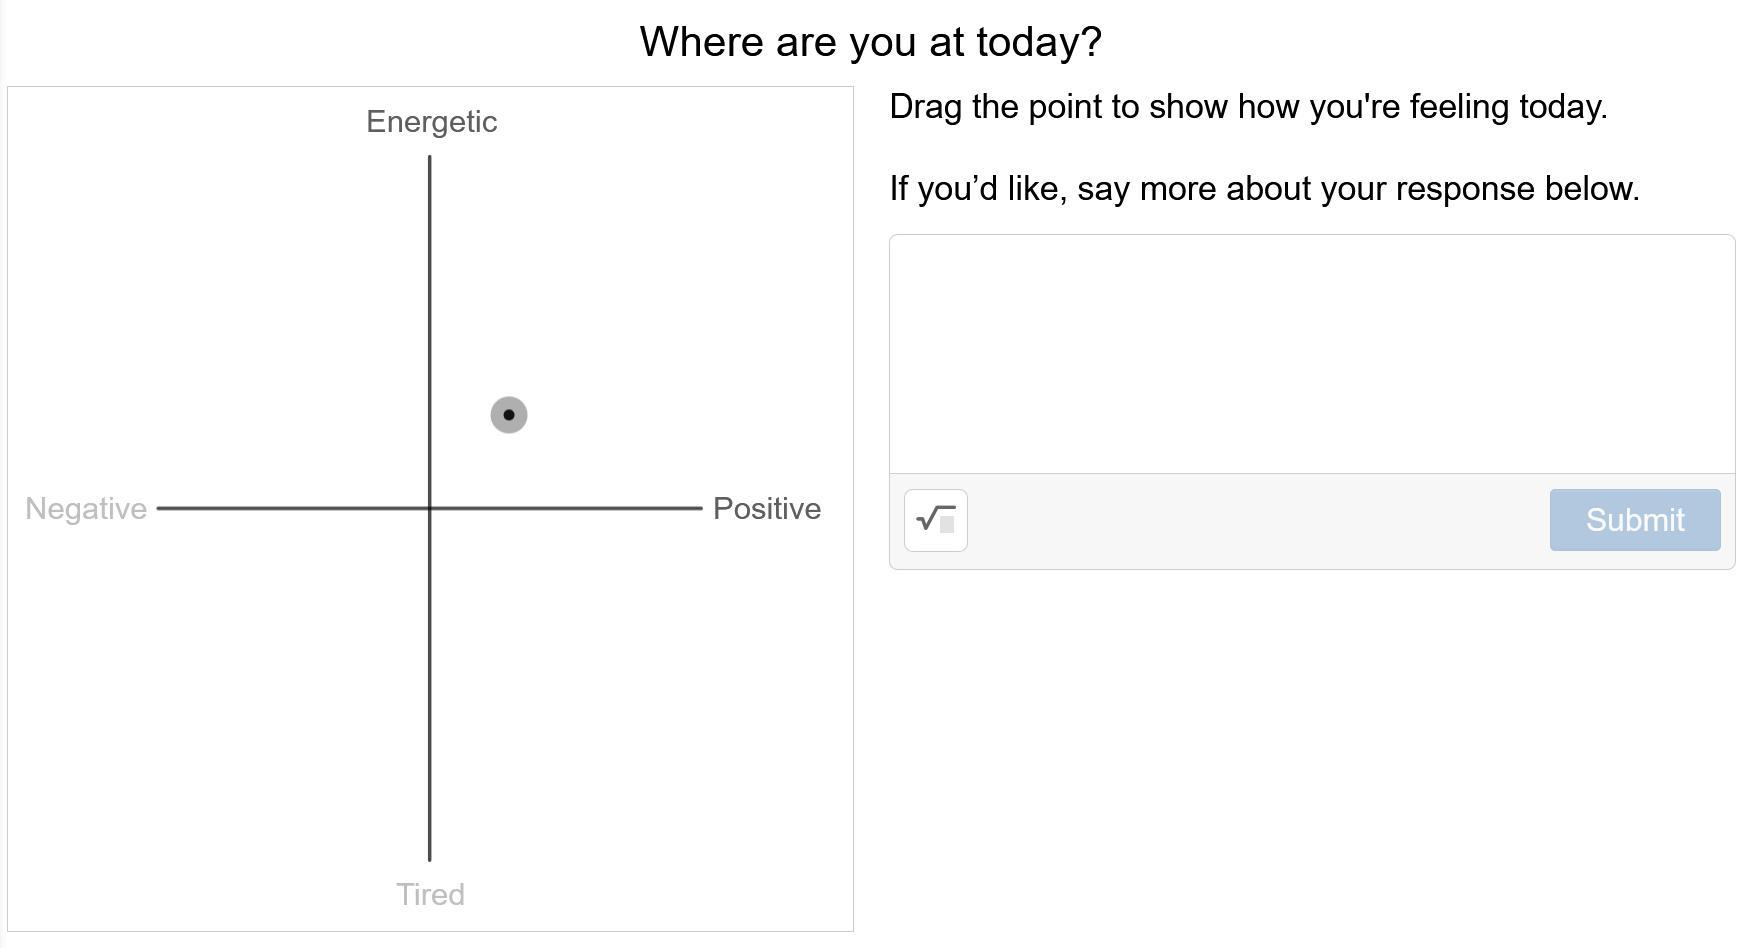 Where are you at today?
Energetic
Negative
Positive
Tired
Drag the point to show how you're feeling today.
If you’d like, say more about your response below.
√
Submit